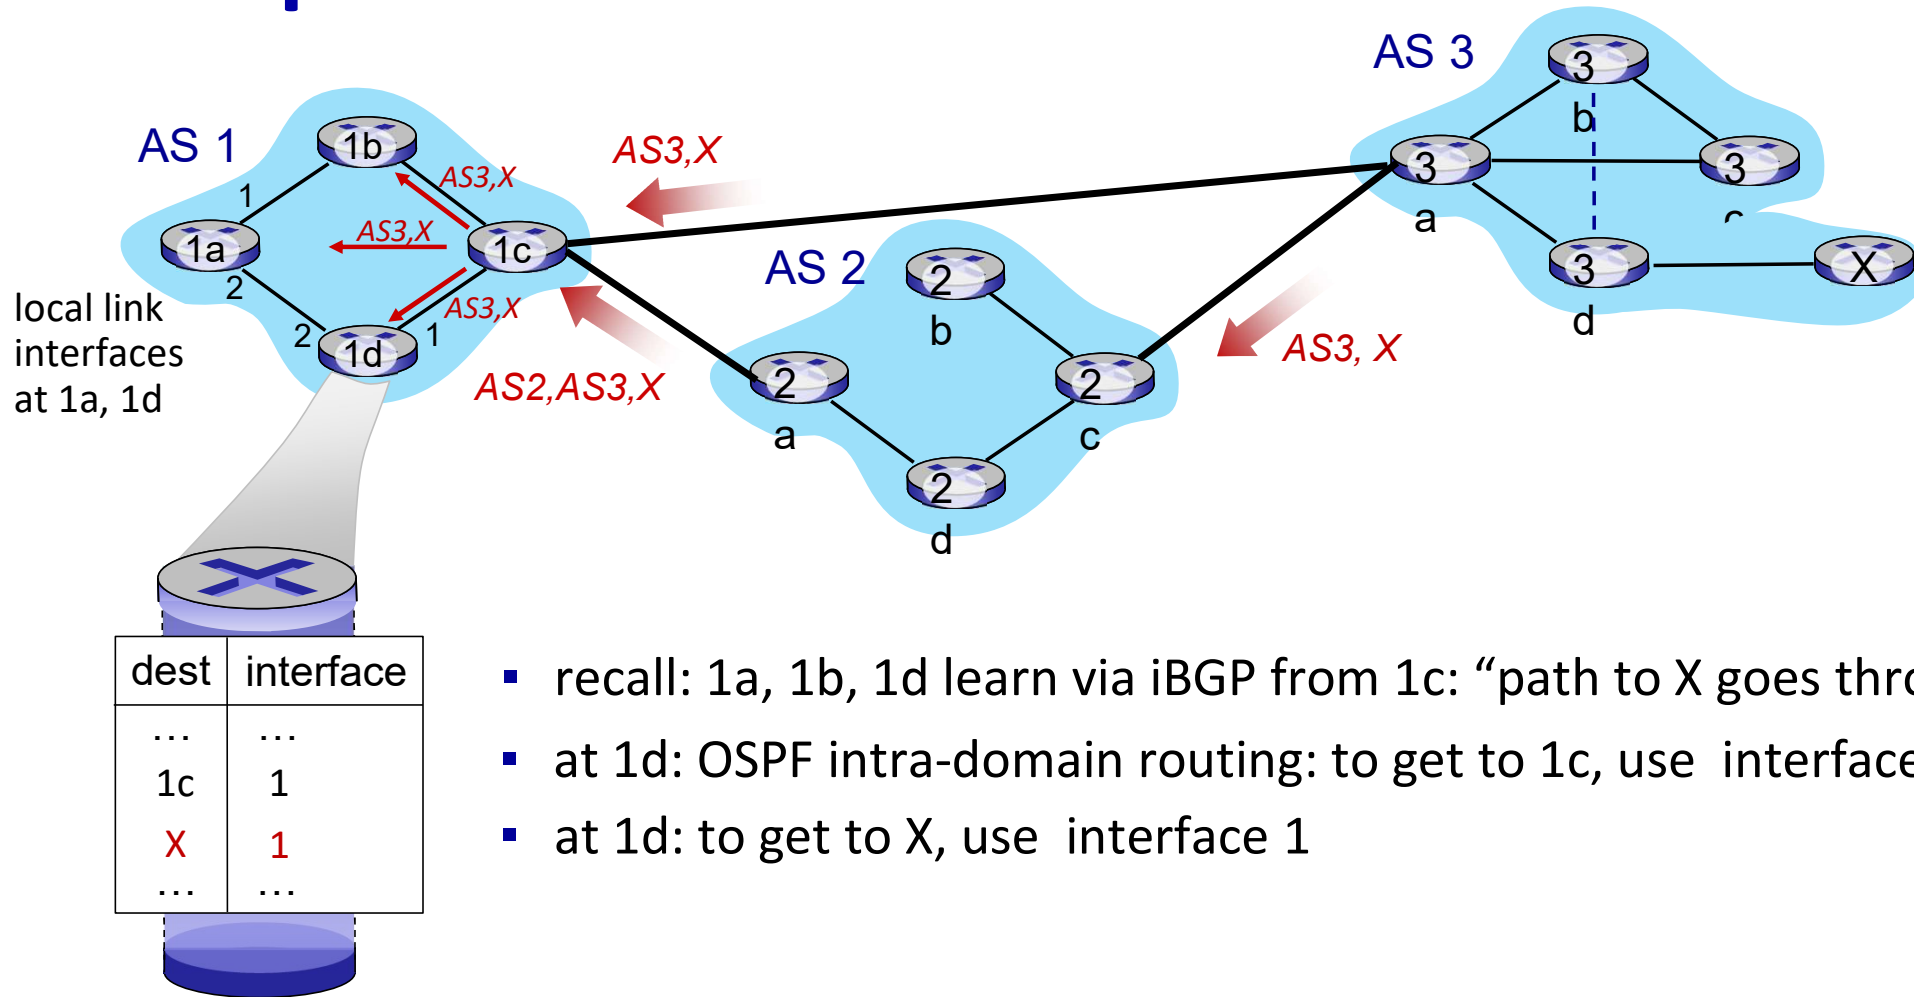 AS 3
3
b
AS 1
1b
AS3,X
AS3,X
3
a
3
1
AS3,X
1a
1c
AS 2
2
b
3
d
X
2
local link
interfaces
at 1a, 1d
AS3,X
2
1
1d
AS3, X
AS2,AS3,X
2
a
2
c
2
d
dest interface
... ...
1c 1
X 1
... ...
▪ recall: 1a, 1b, 1d learn via iBGP from 1c: “path to X goes
▪ at 1d: OSPF intra-domain routing: to get to 1c, use interface
▪ at 1d: to get to X, use interface 1